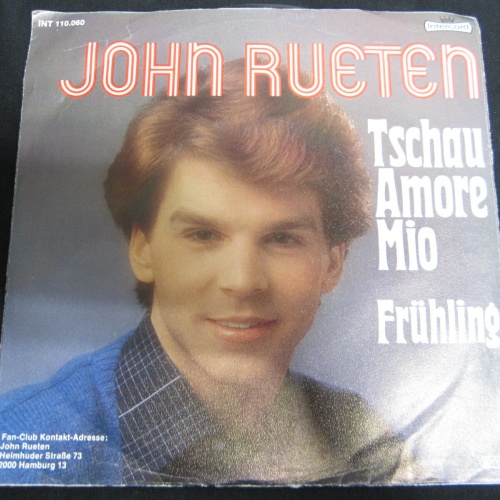 INT 110.060
Intercord
JOHN RUETEN
Tschau
Amore
Mio
Frühling
Fan-Club Kontakt-Adresse:
John Rueten
Heimhuder Straße 73
2000 Hamburg 13